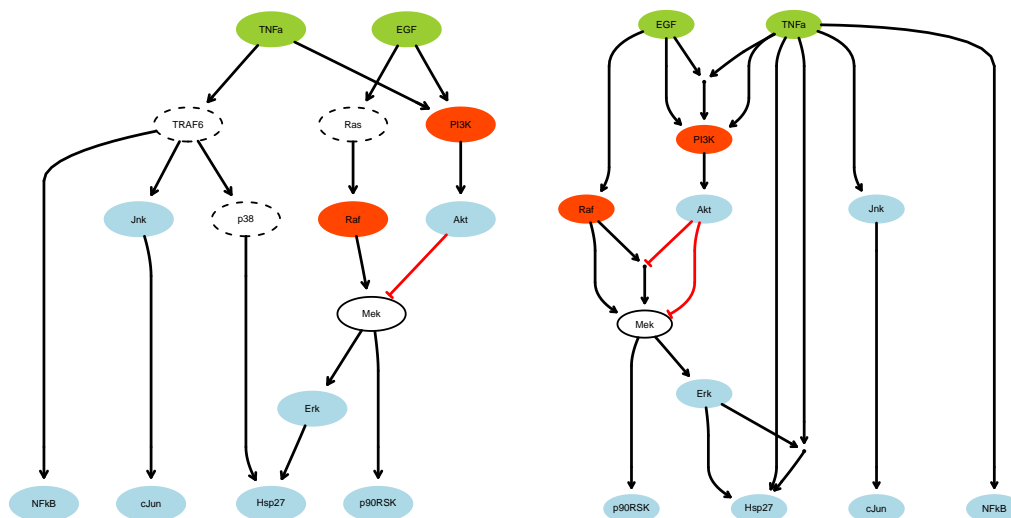 TNFa
EGF
TRAF6
Ras
PI3K
Jnk
p38
Raf
Akt
Mek
Erk
NFkB
cJun
Hsp27
p90RSK
EGF
TNFa
PI3K
Raf
Akt
Jnk
Mek
Erk
p90RSK
Hsp27
cJun
NFkB